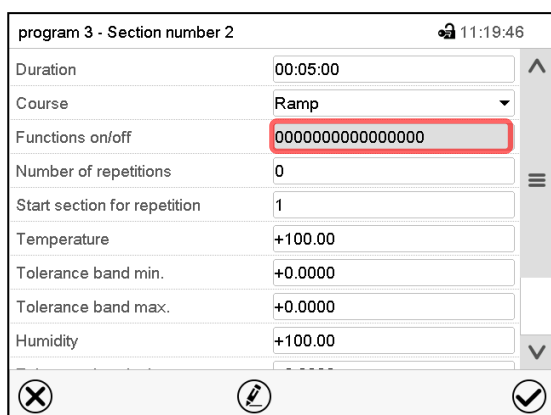 program 3 - Section number 2 11:19:46
Duration 00:05:00
Course Ramp
Functions on/off 0000000000000000
Number of repetitions 0
Start section for repetition 1
Temperature +100.00
Tolerance band min. +0.0000
Tolerance band max. +0.0000
Humidity +100.00